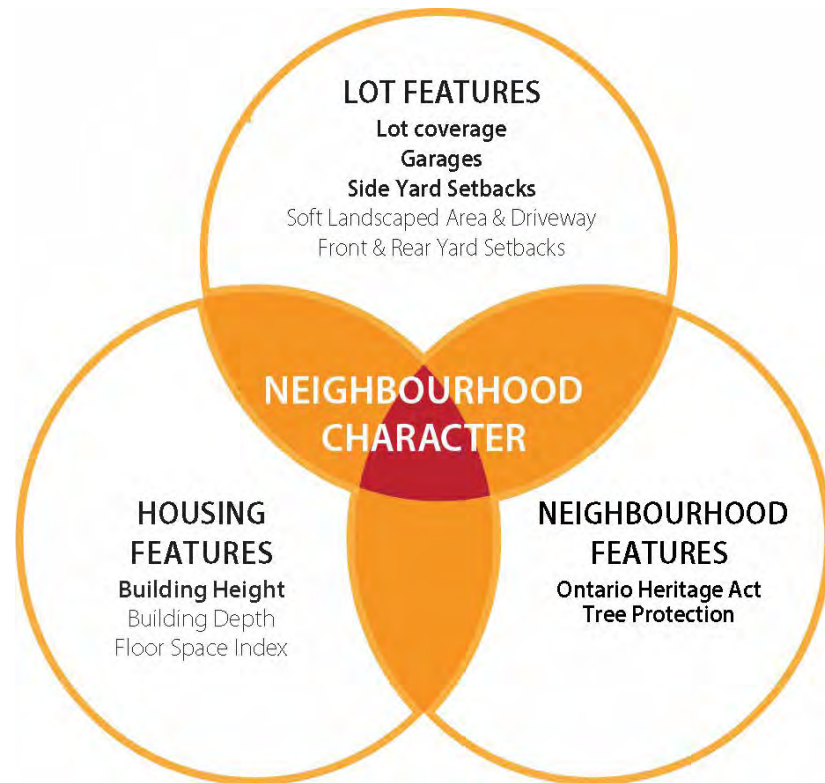 LOT FEATURES
Lot coverage
Garages
Side Yard Setbacks
Soft Landscaped Area & Driveway
Front & Rear Yard Setbacks
NEIGHBOURHOOD
CHARACTER
HOUSING
FEATURES
Building Height
Building Depth
Floor Space Index
NEIGHBOURHOOD
FEATURES
Ontario Heritage Act
Tree Protection